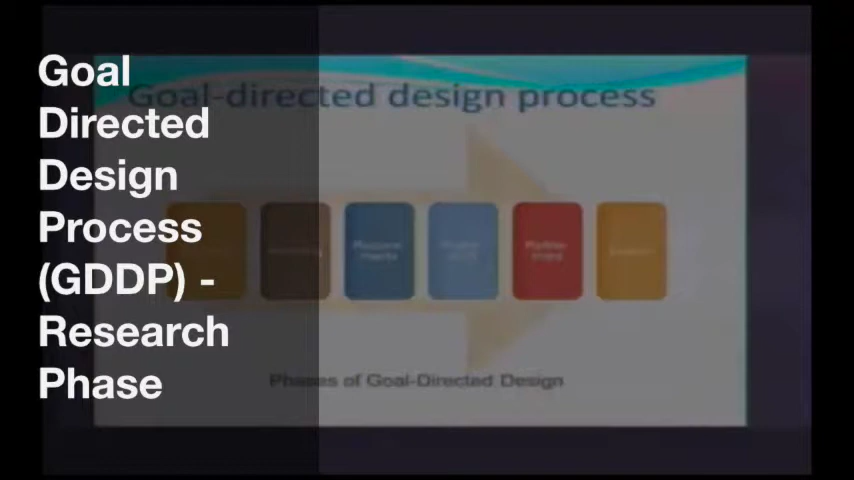 Goal
Directed
Design
Process
(GDDP) -
Research
Phase
Goal-directed design process
Phases of Goal-Directed Design